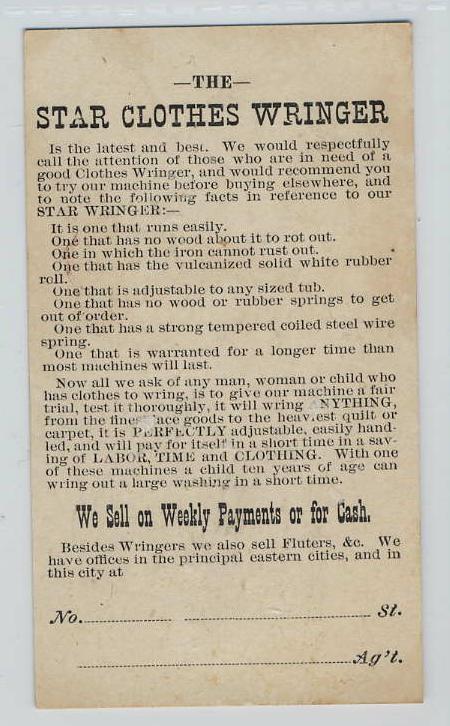 —THE—
STAR CLOTHES WRINGER
Is the latest and best. We would respectfully
call the attention of those who are in need of a
good Clothes Wringer, and would recommend you
to try our machine before buying elsewhere, and
to note the following facts in reference to our
STAR WRINGER:—
It is one that runs easily.
One that has no wood about it to rot out.
One in which the iron cannot rust out.
One that has the vulcanized solid white rubber
roll.
One that is adjustable to any sized tub.
One that has no wood or rubber springs to get
out of order.
One that has a strong tempered coiled steel wire
spring.
One that is warranted for a longer time than
most machines will last.
Now all we ask of any man, woman or child who
has clothes to wring, is to give our machine a fair
trial, test it thoroughly, it will wring ANYTHING,
from the finest lace goods to the heaviest quilt or
carpet, it is PERFECTLY adjustable, easily hand-
led, and will pay for itself in a short time in a sav-
ing of LABOR, TIME and CLOTHING. With one
of these machines a child ten years of age can
wring out a large washing in a short time.
We Sell on Weekly Payments or for Cash.
Besides Wringers we also sell Fluters, &c. We
have offices in the principal eastern cities, and in
this city at
No. St.
Ag't.